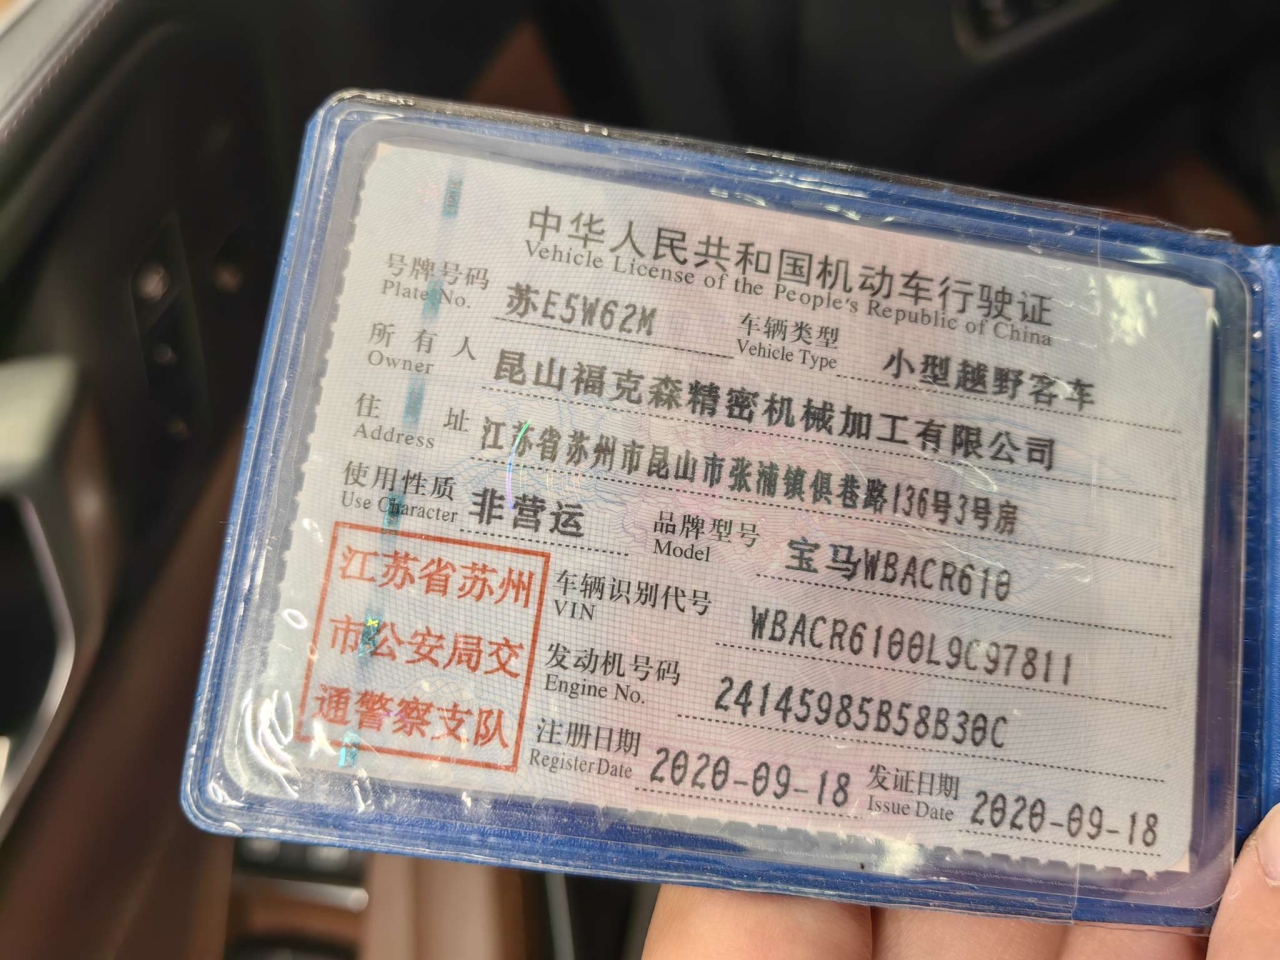 中华人民共和国机动车行驶证
Vehicle License of the People's Republic of China
号牌号码 苏E5W62M 车辆类型 小型越野客车
Plate No. Vehicle Type
所有人 昆山福克森精密机械加工有限公司
Owner
住址 江苏省苏州市昆山市张浦镇俱巷路136号3号房
Address
使用性质 非营运 品牌型号 宝马WBACR610
Use Character Model
江苏省苏州
市公安局交
通警察支队
车辆识别代号 WBACR6100L9C97811
VIN
发动机号码 24145985B58B30C
Engine No.
注册日期 2020-09-18 发证日期 2020-09-18
Register Date Issue Date